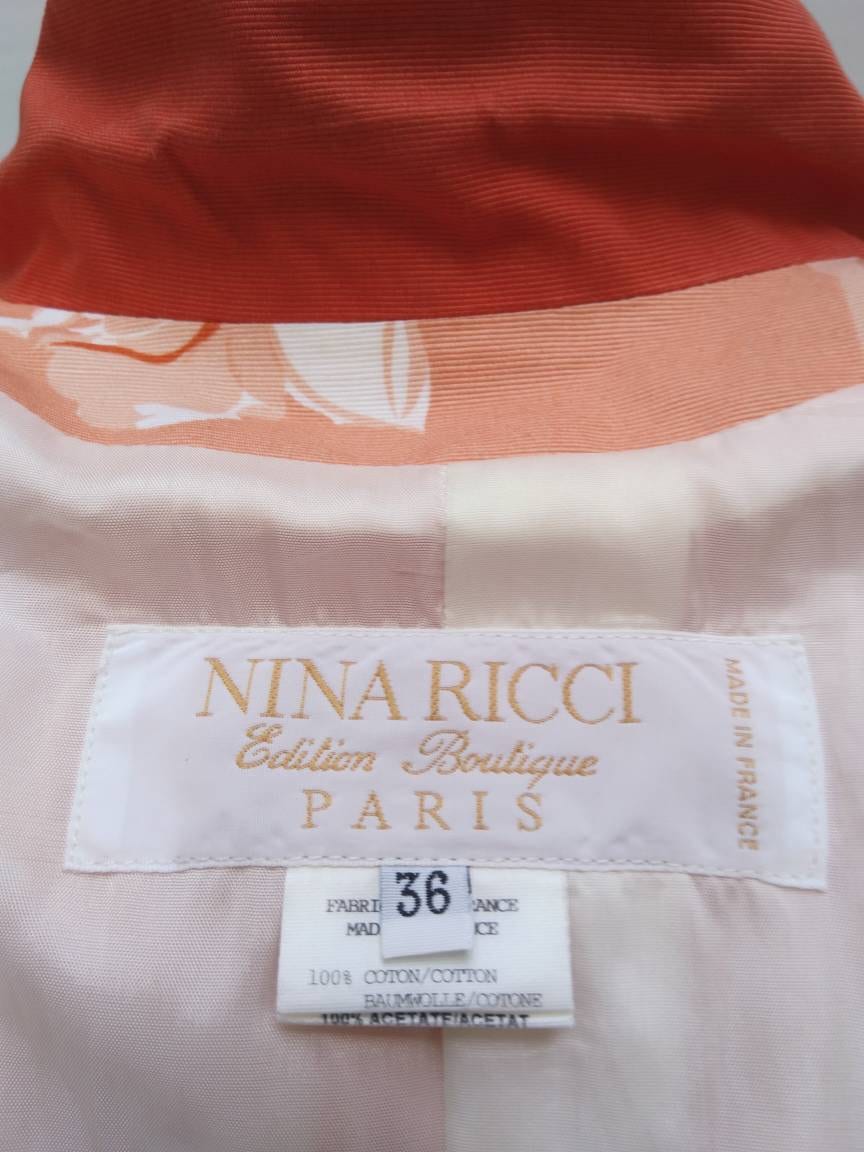 NINA RICCI
Edition Boutique
PARIS
MADE IN FRANCE
36
100% COTON/COTTON
BAUMWOLLE/COTONE
100% ACETATE/ACETAT